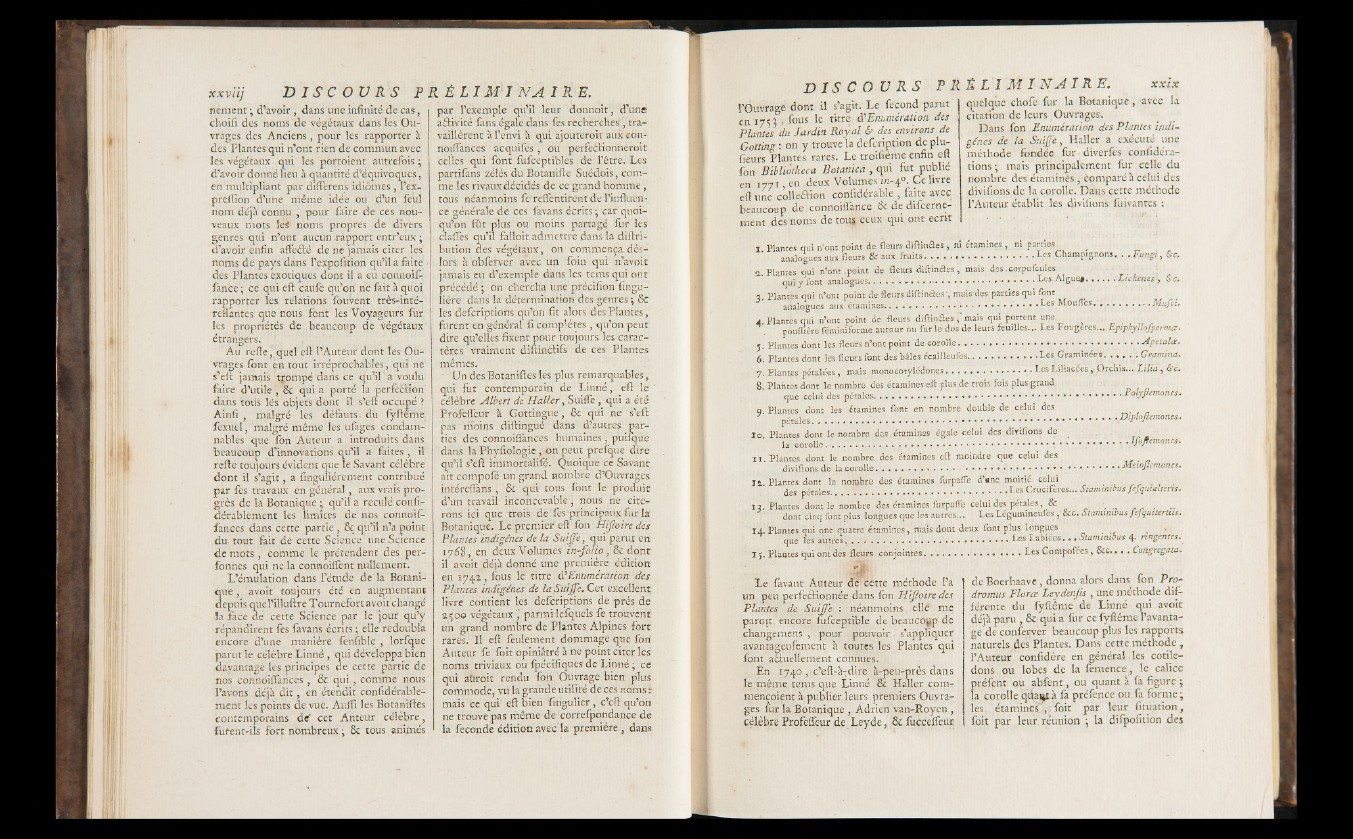 xxviij DISCOURS PRÉLIMINAIRE.
nement ; d'avoir, dans une infinité de cas,
choisi des noms de végétaux dans les Ou-
vrages des Anciens, pour les rapporter à
des Plantes qui n'ont rien de commun avec
les végétaux qui les portoient autrefois ;
d'avoir donné lieu à quantité d'équivoques,
en multipliant par différens idiômes, l'ex-
pression d'une même idée ou d'un seul
nom déjà connu, pour faire de ces nou-
veaux mots les noms propres de divers
genres qui n'ont aucun rapport entr'eux ;
d'avoir enfin affecté de ne jamais citer les
noms de pays dans l'exposition qu'il a faite
des Plantes exotiques dont il a eu connois-
sance ; ce qui est cause qu'on ne sait à quoi
rapporter les relations souvent très-inté-
ressantes que nous font les Voyageurs sur
les propriétés de beaucoup de végétaux
étrangers.
Au reste, quel est l'Auteur dont les Ou-
vrages sont en tout irréprochables, qui ne
s'est jamais trompé dans ce qu'il a voulu
faire d'utile, & qui a porté la perfection
dans tous les objets dont il s'est occupé ?
Ainsi, malgré les défauts du systême
sexuel, malgré même les usages condam-
nables que son Auteur a introduits dans
beaucoup d'innovations qu'il a faites, il
reste toujours évident que le Savant célèbre
dont il s'agit, a singulièrement contribué
par ses travaux en général, aux vrais pro-
grès de la Botanique ; qu'il a reculé consi-
dérablement les limites de nos connois-
sances dans cette partie, & qu'il n'a point
du tout fait de cette Science une Science
de mots, comme le prétendent des per-
sonnes qui ne la connoissent nullement.
L'émulation dans l'étude de la Botani-
que, avoit toujours été en augmentant
depuis que l'illustre Tournefort avoit changé
la face de cette Science par le jour qu'y
répandirent ses savans écrits ; elle redoubla
encore d'une manière sensible, lorsque
parut le célèbre Linné, qui développa bien
davantage les principes de cette partie de
nos connoissances, & qui, comme nous
l'avons déjà dit, en étendit considérable-
ment les points de vue. Aussi les Botanistes
contemporains de cet Auteur célèbre,
furent-ils fort nombreux ; & tous animés
par l'exemple qu'il leur donnoit, d'une
activité sans égale dans ses recherches, tra-
vaillèrent à l'envi à qui ajouteroit aux con-
noissances acquises, ou perfectionneroit
celles qui sont susceptibles de l'être. Les
partisans zélés du Botaniste Suédois, com-
me les rivaux décidés de ce grand homme,
tous néanmoins se ressentirent de l'influen-
ce générale de ces savans écrits ; car quoi-
qu'on fût plus ou moins partagé sur les
classes qu'il falloit admettre dans la distri-
bution des végétaux, on commença dès-
lors à observer avec un soin qui n'avoit
jamais eu d'exemple dans les tems qui ont
précédé ; on chercha une précision singu-
lière dans la détermination des genres ; &
les descriptions qu'on fit alors des Plantes,
furent en général si complètes, qu'on peut
dire qu'elles fixent pour toujours les carac-
tères vraiment distinctifs de ces Plantes
mêmes.
Un des Botanistes les plus remarquables,
qui fut contemporain de Linné, est le
célèbre Albert de Haller, Suisse, qui a été
Professeur à Gottingue, & qui ne s'est
pas moins distingué dans d'autres par-
ties des connoissances humaines, puisque
dans la Physiologie, on peut presque dire
qu'il s'est immortalisé. Quoique ce Savant
ait composé un grand nombre d'Ouvrages
intéressans, & qui tous sont le produit
d'un travail inconcevable, nous ne cite-
rons ici que trois de ses principaux sur la
Botanique. Le premier est son Histoire des
Plantes indigènes de Suisse, qui parut en
1768, en deux Volumes in-folio, & dont
il avoit déjà donné une première édition
en 1742, sous le titre d'Enumération des
Plantes indigènes de la Suisse. Cet excellent
livre contient les descriptions de près de
2500 végétaux, parmi lesquels se trouvent
un grand nombre de Plantes Alpines fort
rares. Il est seulement dommage que son
Auteur se soit opiniâtré à ne point citer les
noms triviaux ou spécifiques de Linné ; ce
qui auroit rendu son Ouvrage bien plus
commode, vu la grande utilité de ces noms :
mais ce qui est bien singulier, c'est qu'on
ne trouve pas même de correspondance de
la seconde édition avec la première, dans
DISCOURS PRÉLIMINAIRE. xxix
l'Ouvrage dont il s'agit. Le second parut
en 1753, sous le titre d'Enumération des
Plantes du Jardin Royal & des environs de
Gotting : on y trouve la description de plu-
sieurs Plantes rares. Le troisième enfin est
son Bibliotheca Botanica, qui fut publié
en 1771, en deux Volumes in-4°. Ce livre
est une collection considérable, faite avec
beaucoup de connoissance & de discerne-
ment des noms de tous ceux qui ont écrit
quelque chose sur la Botanique, avec la
citation de leurs Ouvrages.
Dans son Enumération des Plantes indi-
gènes de la Suisse, Haller a exécuté une
méthode fondée sur diverses considéra-
tions ; mais principalement sur celle du
nombre des étamines, comparé à celui des
divisions de la corolle. Dans cette méthode
l'Auteur établit les divisions suivantes :
1. Plantes qui n'ont point de fleurs distinctes, ni étamines, ni parties
analogues aux fleurs & aux fruits. . . . . . . . . . Les Champignons. . . Fungi, &c.
2. Plantes qui n'ont point de fleurs distinctes, mais des corpuscules
qui y sont analogues. . . . . . . . . . Les Algues. . . . . . Lichenes, &c.
3. Plantes qui n'ont point de fleurs distinctes, mais des parties qui sont
analogues aux étamines. . . . . . . . . . Les Mousses. . . . . . . . . Musci.
4. Plantes qui n'ont point de fleurs distinctes, mais qui portent une
poussière séminiforme autour ou sur le dos de leurs feuilles... Les Fougères... Epiphyllospermæ.
5. Plantes dont les fleurs n'ont point de corolle. . . . . . . . . . Apetalæ.
6. Plantes dont les fleurs sont des bâles écailleuses. . . . . . . . . . Les Graminées. . . . . . Gramina.
7. Plantes pétalées, mais monocotylédones. . . . . . . . . . Les Liliacées, Orchis... Lilia, &c.
8. Plantes dont le nombre des étamines est plus de trois fois plus grand
que celui des pétales. . . . . . . . . . Polystemones.
9. Plantes dont les étamines sont en nombre double de celui des
pétales. . . . . . . . . . Diplostemones.
10. Plantes dont le nombre des étamines égale celui des divisions de
la corolle. . . . . . . . . . Isostemones.
11. Plantes dont le nombre des étamines est moindre que celui des
divisions de la corolle. . . . . . . . . . Meiostemones.
12. Plantes dont le nombre des étamines surpasse d'une moitié celui
des pétales. . . . . . . . . . Les Crucifères... Staminibus sesquialteris.
13. Plantes dont le nombre des étamines surpasse celui des pétales, &
dont cinq sont plus longues que les autres... Les Légumineuses, &c. Staminibus sesquitertiis.
14. Plantes qui ont quatre étamines, mais dont deux sont plus longues
que les autres. . . . . . . . . . Les Labiées. . . Staminibus 4. ringentes.
15. Plantes qui ont des fleurs conjointes. . . . . . . . . . Les Composées, &c. . . . Congregatæ.
Le savant Auteur de cette méthode l'a
un peu perfectionnée dans son Histoire des
Plantes de Suisse : néanmoins elle me
paroît encore susceptible de beaucoup de
changemens, pour pouvoir s'appliquer
avantageusement à toutes les Plantes qui
sont actuellement connues.
En 1740, c'est-à-dire à-peu-près dans
le même tems que Linné & Haller com-
mençoient à publier leurs premiers Ouvra-
ges sur la Botanique, Adrien van-Royen,
célèbre Professeur de Leyde, & successeur
de Boerhaave, donna alors dans son Pro-
dromus Floræ Leydensis, une méthode dif-
férente du systême de Linné qui avoit
déjà paru, & qui a sur ce systême l'avanta-
ge de conserver beaucoup plus les rapports
naturels des Plantes. Dans cette méthode,
l'Auteur considère en général les cotilé-
dons ou lobes de la semence, le calice
présent ou absent, ou quant à sa figure ;
la corolle quant à sa présence ou sa forme ;
les étamines, soit par leur situation,
soit par leur réunion ; la disposition des